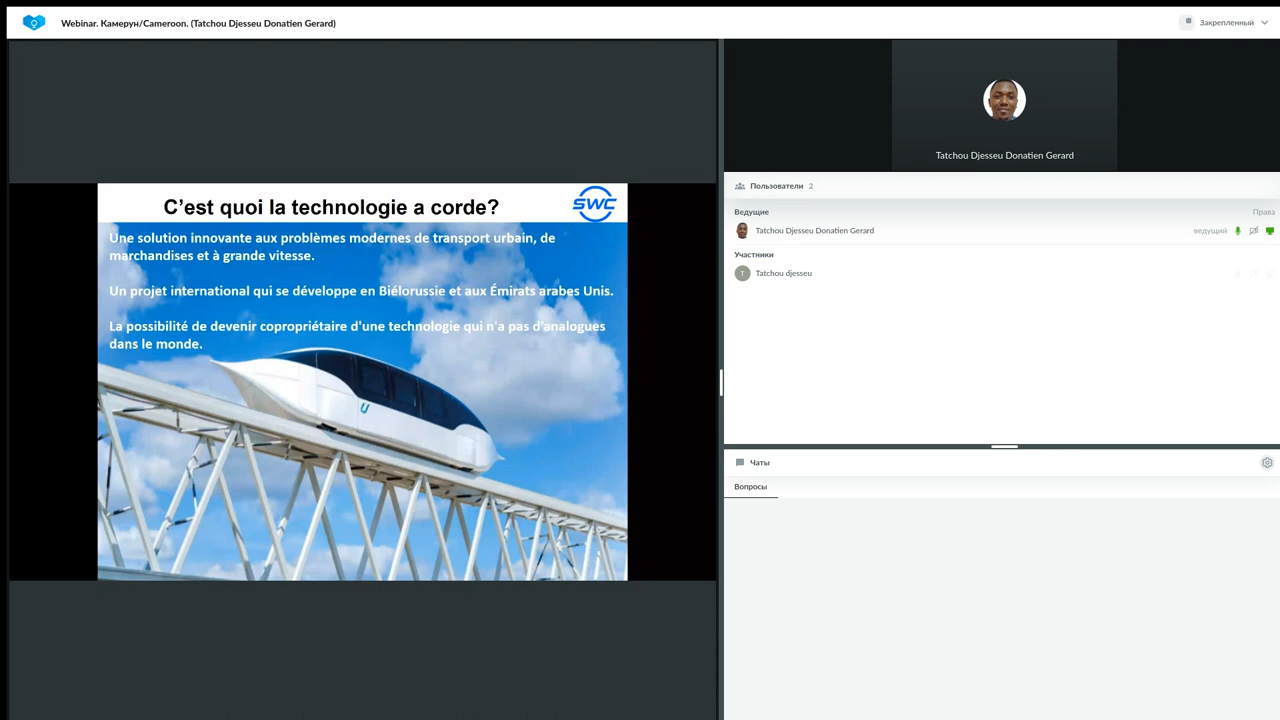 Webinar. Камерун/Cameroon. (Tatchou Djesseu Donatien Gerard)
Закрепленный
C'est quoi la technologie a corde?
SWC
Une solution innovante aux problèmes modernes de transport urbain, de
marchandises et à grande vitesse.
Un projet international qui se développe en Biélorussie et aux Émirats arabes Unis.
La possibilité de devenir copropriétaire d'une technologie qui n'a pas d'analogues
dans le monde.
U
Tatchou Djesseu Donatien Gerard
Пользователи 2
Ведущие Права
Tatchou Djesseu Donatien Gerard ведущий
Участники
T Tatchou djesseu
Чаты
Вопросы